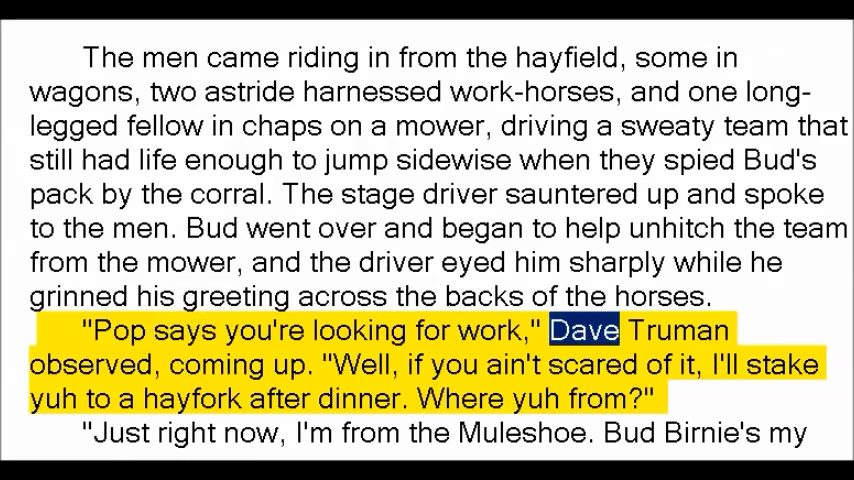 The men came riding in from the hayfield, some in
wagons, two astride harnessed work-horses, and one long-
legged fellow in chaps on a mower, driving a sweaty team that
still had life enough to jump sidewise when they spied Bud's
pack by the corral. The stage driver sauntered up and spoke
to the men. Bud went over and began to help unhitch the team
from the mower, and the driver eyed him sharply while he
grinned his greeting across the backs of the horses.
"Pop says you're looking for work," Dave Truman
observed, coming up. "Well, if you ain't scared of it, I'll stake
yuh to a hayfork after dinner. Where yuh from?"
"Just right now, I'm from the Muleshoe. Bud Birnie's my